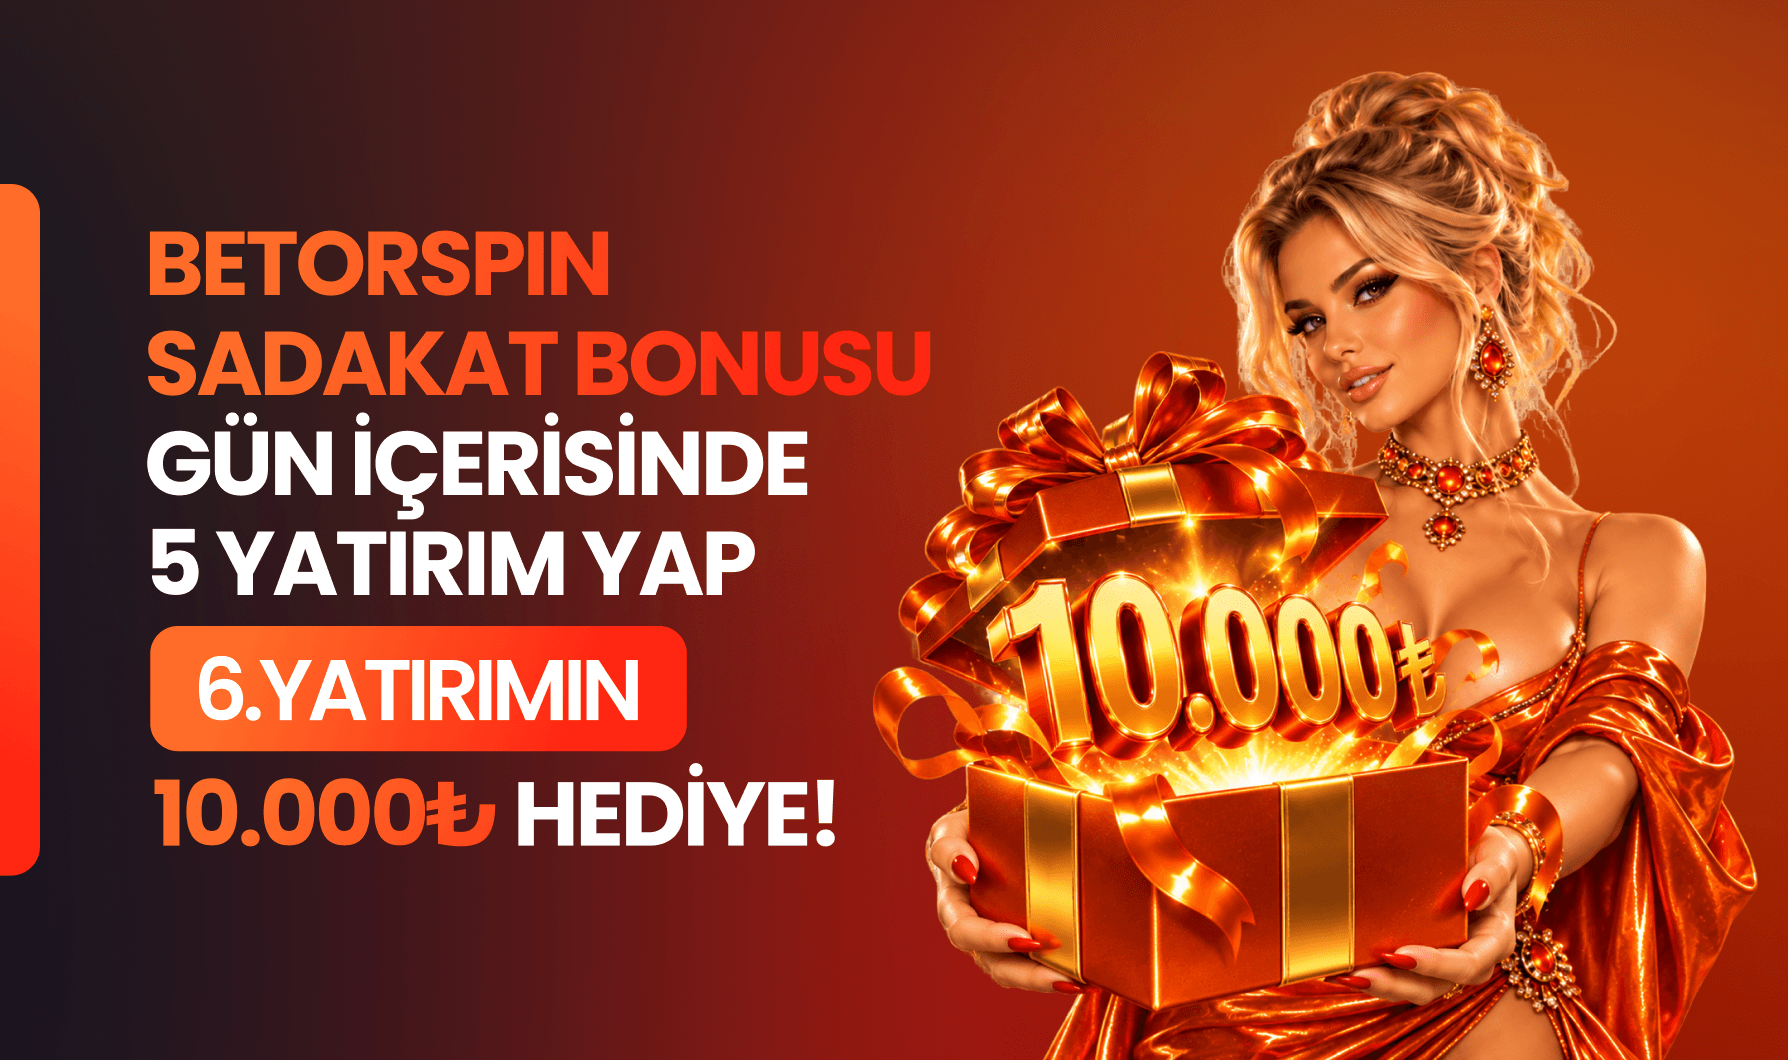 BETORSPIN
SADAKAT BONUSU
GÜN İÇERİSİNDE
5 YATIRIM YAP
6.YATIRIMIN
10.000₺ HEDİYE!
10.000₺